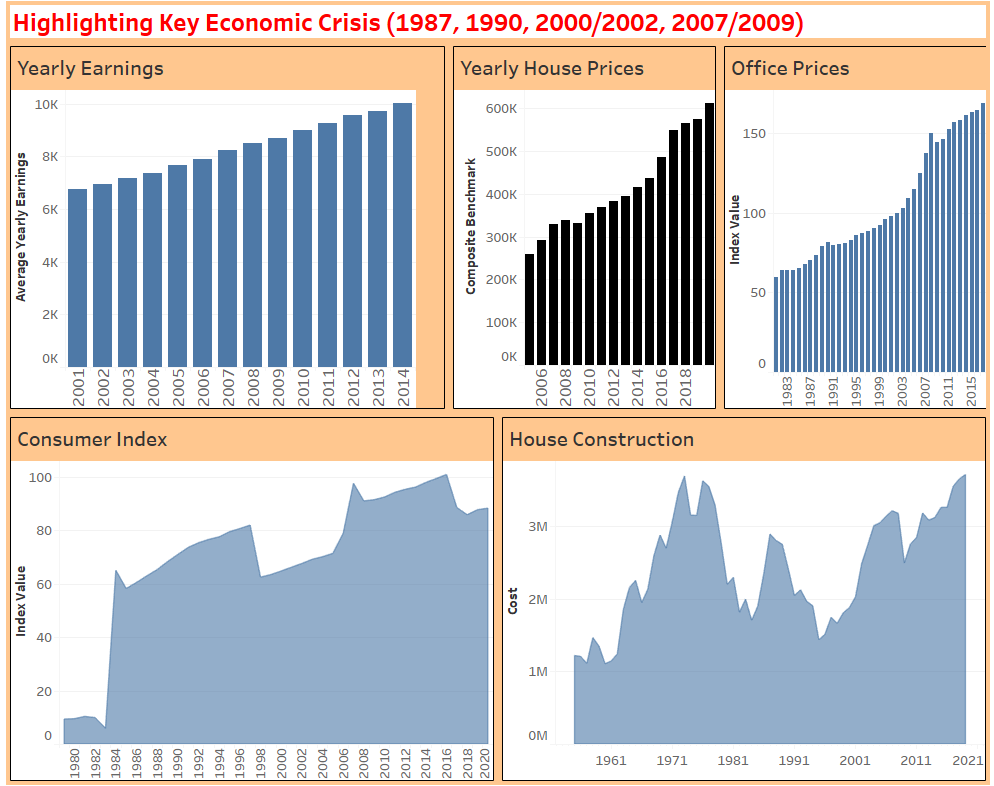 Highlighting Key Economic Crisis (1987, 1990, 2000/2002, 2007/2009)
Yearly Earnings
Average Yearly Earnings
10K
8K
6K
4K
2K
0K
2001 2002 2003 2004 2005 2006 2007 2008 2009 2010 2011 2012 2013 2014
Yearly House Prices
Composite Benchmark
600K
500K
400K
300K
200K
100K
0K
2006 2008 2010 2012 2014 2016 2018
Office Prices
Index Value
150
100
50
0
1983 1987 1991 1995 1999 2003 2007 2011 2015
Consumer Index
Index Value
100
80
60
40
20
0
1980 1982 1984 1986 1988 1990 1992 1994 1996 1998 2000 2002 2004 2006 2008 2010 2012 2014 2016 2018 2020
House Construction
Cost
3M
2M
1M
0M
1961 1971 1981 1991 2001 2011 2021